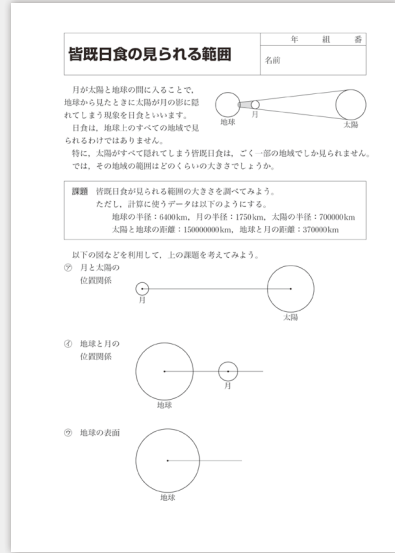 年 組 番
皆既日食の見られる範囲
名前
月が太陽と地球の間に入ることで，
地球から見たときに太陽が月の影に隠
れてしまう現象を日食といいます。
日食は，地球上のすべての地域で見
られるわけではありません。
地球
月
太陽
特に，太陽がすべて隠れてしまう皆既日食は，ごく一部の地域でしか見られません。
では，その地域の範囲はどのくらいの大きさでしょうか。
課題 皆既日食が見られる範囲の大きさを調べてみよう。
ただし，計算に使うデータは以下のようにする。
地球の半径：6400km，月の半径：1750km，太陽の半径：700000km
太陽と地球の距離：150000000km，地球と月の距離：370000km
以下の図などを利用して，上の課題を考えてみよう。
㋐ 月と太陽の
位置関係
月
太陽
㋑ 地球と月の
位置関係
月
地球
㋒ 地球の表面
地球